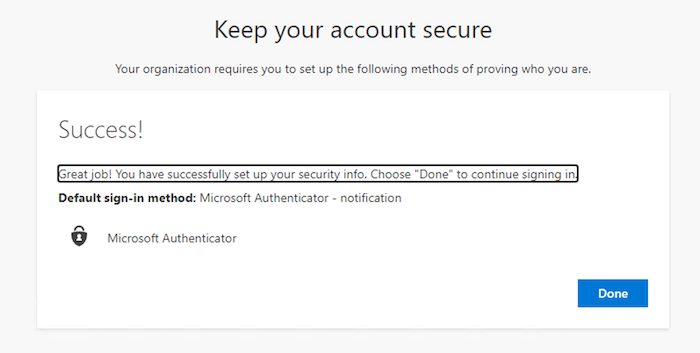 Keep your account secure
Your organization requires you to set up the following methods of proving who you are.
Success!
Great job! You have successfully set up your security info. Choose "Done" to continue signing in.
Default sign-in method: Microsoft Authenticator - notification
Microsoft Authenticator
Done